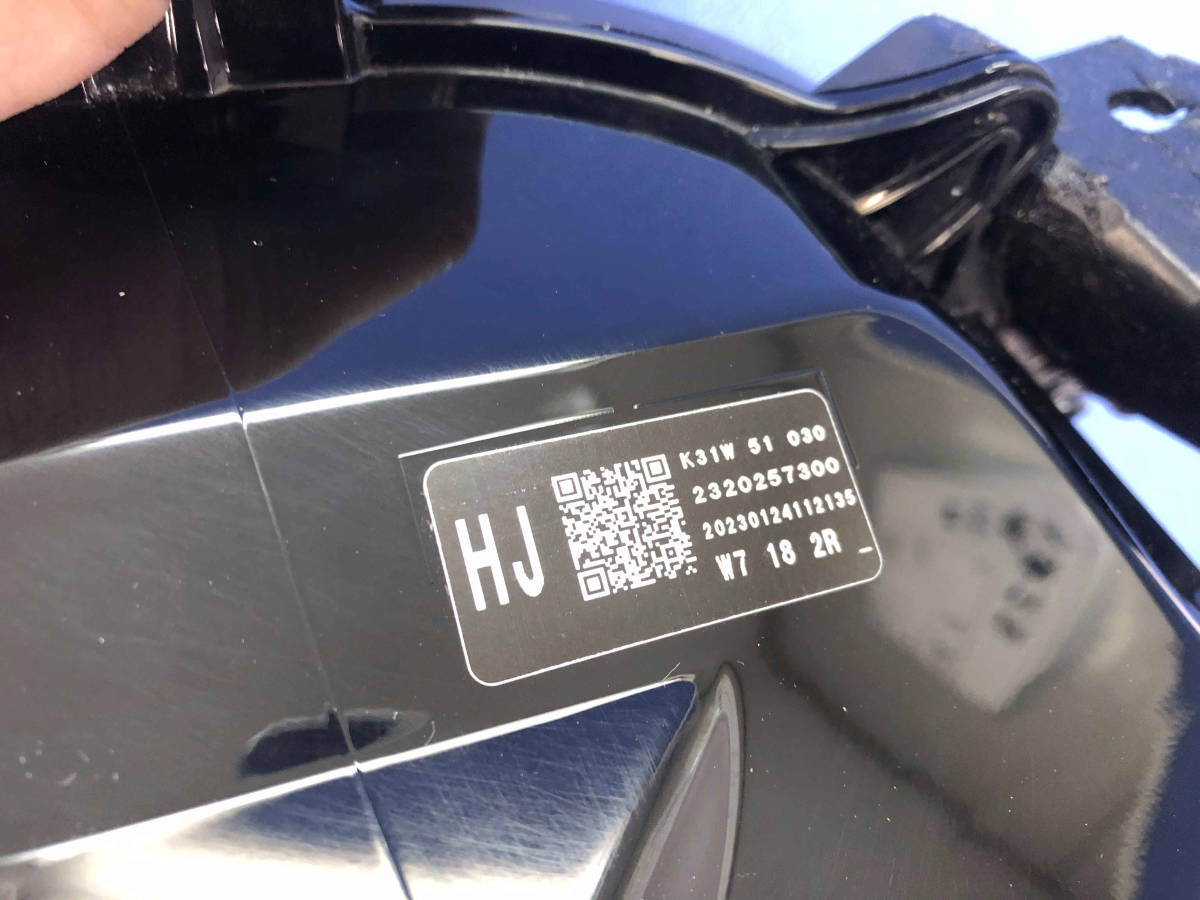 HJ
K31W 51 030
2320257300
20230124112135
W7 18 2R _